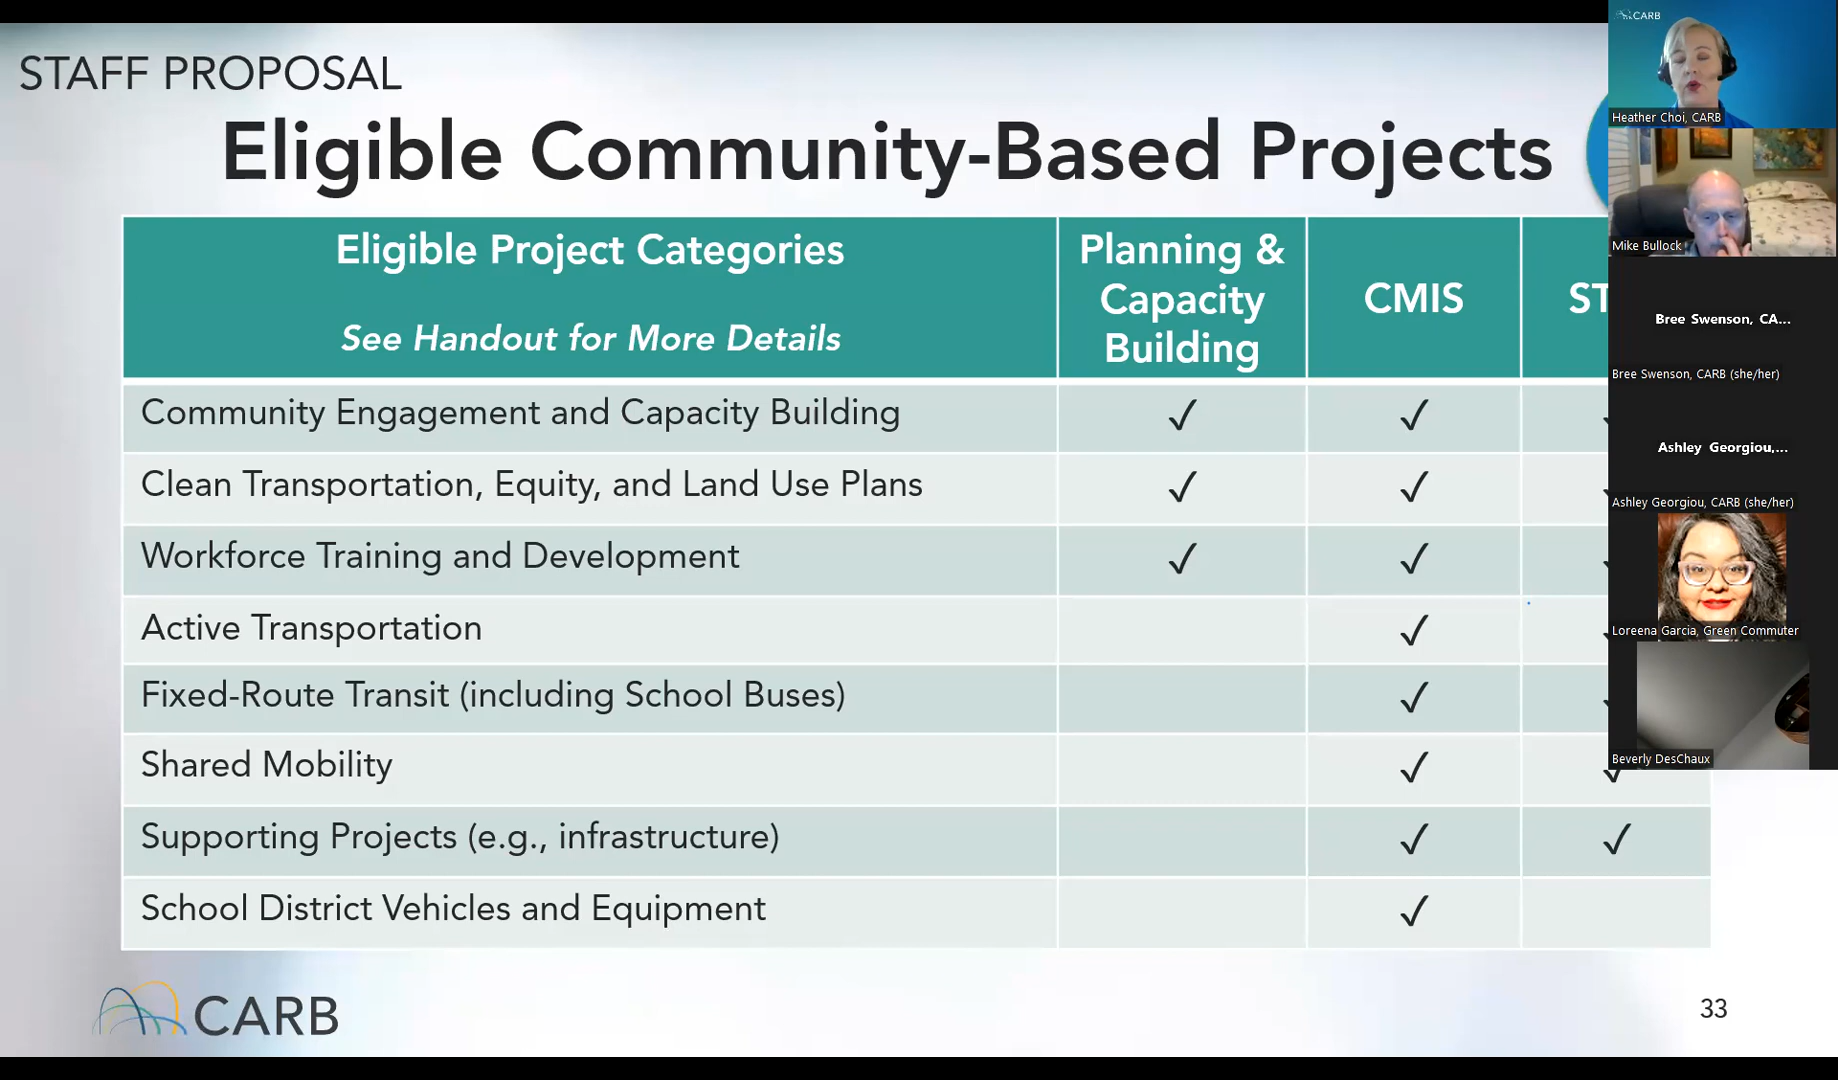 STAFF PROPOSAL
Eligible Community-Based Projects
Eligible Project Categories
See Handout for More Details
Planning &
Capacity
Building
CMIS
ST
Community Engagement and Capacity Building ✓ ✓
Clean Transportation, Equity, and Land Use Plans ✓ ✓
Workforce Training and Development ✓ ✓
Active Transportation ✓
Fixed-Route Transit (including School Buses) ✓
Shared Mobility ✓ ✓
Supporting Projects (e.g., infrastructure) ✓ ✓
School District Vehicles and Equipment ✓
CARB
33
CARB
Heather Choi, CARB
Mike Bullock
Bree Swenson, CA...
Bree Swenson, CARB (she/her)
Ashley Georgiou,...
Ashley Georgiou, CARB (she/her)
Loreena Garcia, Green Commuter
Beverly DesChaux